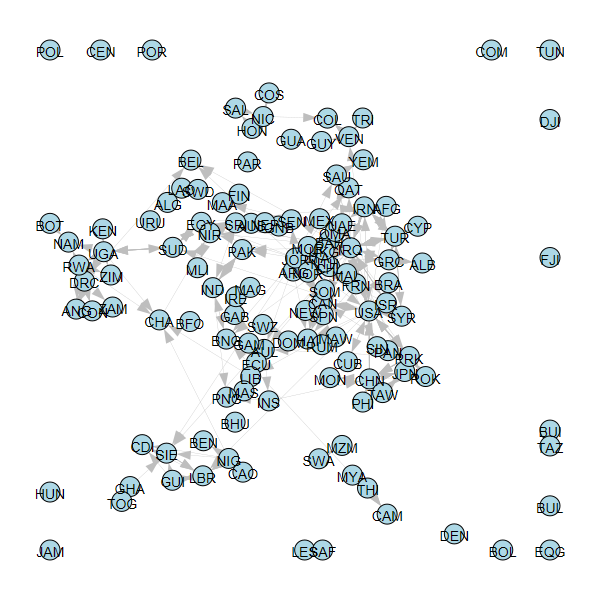 POL CEN POR COM TUN
COS
SAL
NIC COL TRI DJI
HON
GUA GUY VEN
BEL PAR YEM
SAU
LAO SWD QAT
ALG MAA FIN IRN AFG
BOT URU EGY SEN MEX UAE CYP
KEN NIR TUR
NAM SUD PAK IRQ
UGA GRC ALB FJI
RWA MLI
ZIM MAL
DRC IND MAG FRN BRA
IRE SOM
ANG CON ZAM GAB CAN ISR
CHA BFO NEW SPN USA SYR
SWZ
BNG GAM DOM
AUL SIN PAN PRK
ECU CUB JPN
LIB MON CHN ROK
PNG MAS TAW
INS PHI
BHU
BUI
CDI BEN MZM TAZ
SIE NIG SWA
GUI LBR CAO MYA
GHA THI
HUN TOG BUL
CAM
DEN
JAM LES SAF BOL EQG